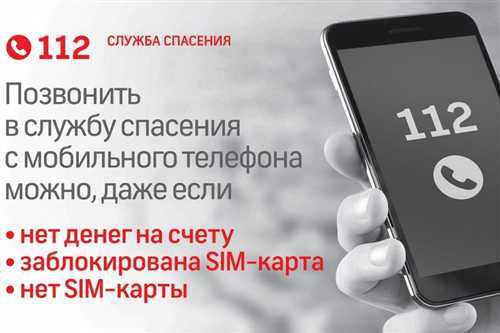 112 СЛУЖБА СПАСЕНИЯ
Позвонить
в службу спасения
с мобильного телефона
можно, даже если
• нет денег на счету
• заблокирована SIM-карта
• нет SIM-карты
112